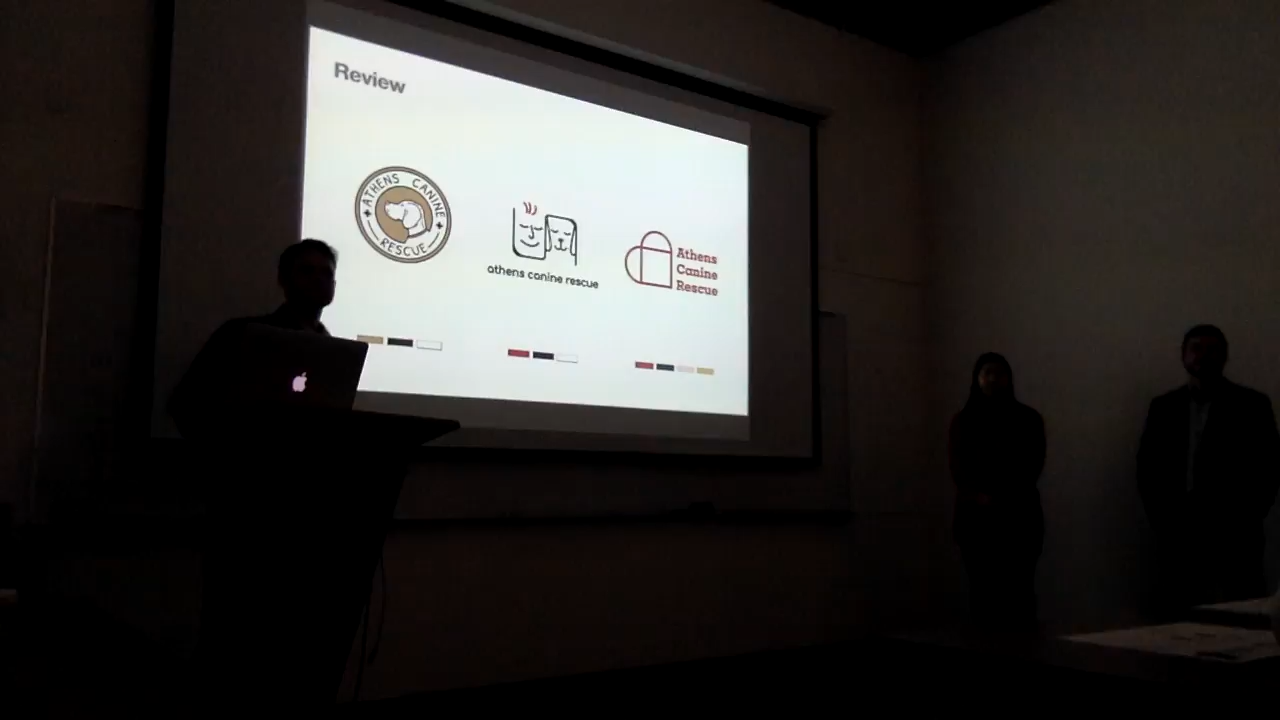 Review
ATHENS CANINE
RESCUE
athens canine rescue
Athens
Canine
Rescue